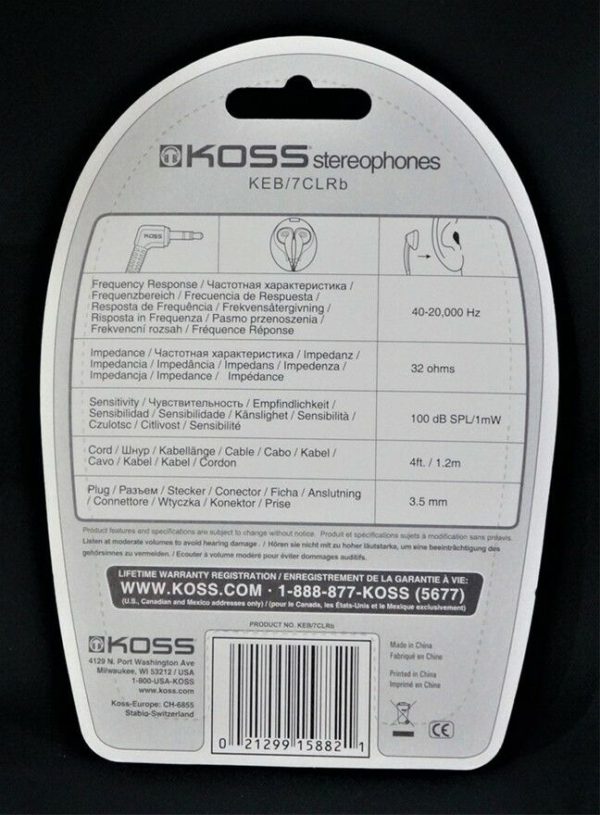 KOSS stereophones
KEB/7CLRb
KOSS
Frequency Response / Частотная характеристика /
Frequenzbereich / Frecuencia de Respuesta /
Resposta de Frequência / Frekvensåtergivning /
Risposta in Frequenza / Pasmo przenoszenia /
Frekvencní rozsah / Fréquence Réponse
40-20,000 Hz
Impedance / Частотная характеристика / Impedanz /
Impedancia / Impedância / Impedans / Impedenza /
Impedancja / Impedance / Impédance
32 ohms
Sensitivity / Чувствительность / Empfindlichkeit /
Sensibilidad / Sensibilidade / Känslighet / Sensibilità /
Czulotsc / Citlivost / Sensibilité
100 dB SPL/1mW
Cord / Шнур / Kabellänge / Cable / Cabo / Kabel /
Cavo / Kabel / Kabel / Cordon
4ft. / 1.2m
Plug / Разъем / Stecker / Conector / Ficha / Anslutning
/ Connettore / Wtyczka / Konektor / Prise
3.5 mm
Product features and specifications are subject to change without notice. Produit et specifications sujets à modification sans préavis.
Listen at moderate volumes to avoid hearing damage. / Hören sie nicht mit zu hoher läutstarka, um eine beeinträchtigung des
gehörsinnes zu vermeiden. / Ecouter à volume modéré pour éviter dommages auditifs.
LIFETIME WARRANTY REGISTRATION / ENREGISTREMENT DE LA GARANTIE À VIE:
WWW.KOSS.COM · 1-888-877-KOSS (5677)
(U.S., Canadian and Mexico addresses only) / (pour le Canada, les États-Unis et le Mexique exclusivement)
PRODUCT NO. KEB/7CLRb
KOSS
4129 N. Port Washington Ave
Milwaukee, WI 53212 / USA
1-800-USA-KOSS
www.koss.com
Koss-Europe: CH-6855
Stabio-Switzerland
0 21299 15882 1
Made in China
Fabriqué en Chine
Printed in China
Imprimé en Chine
CE